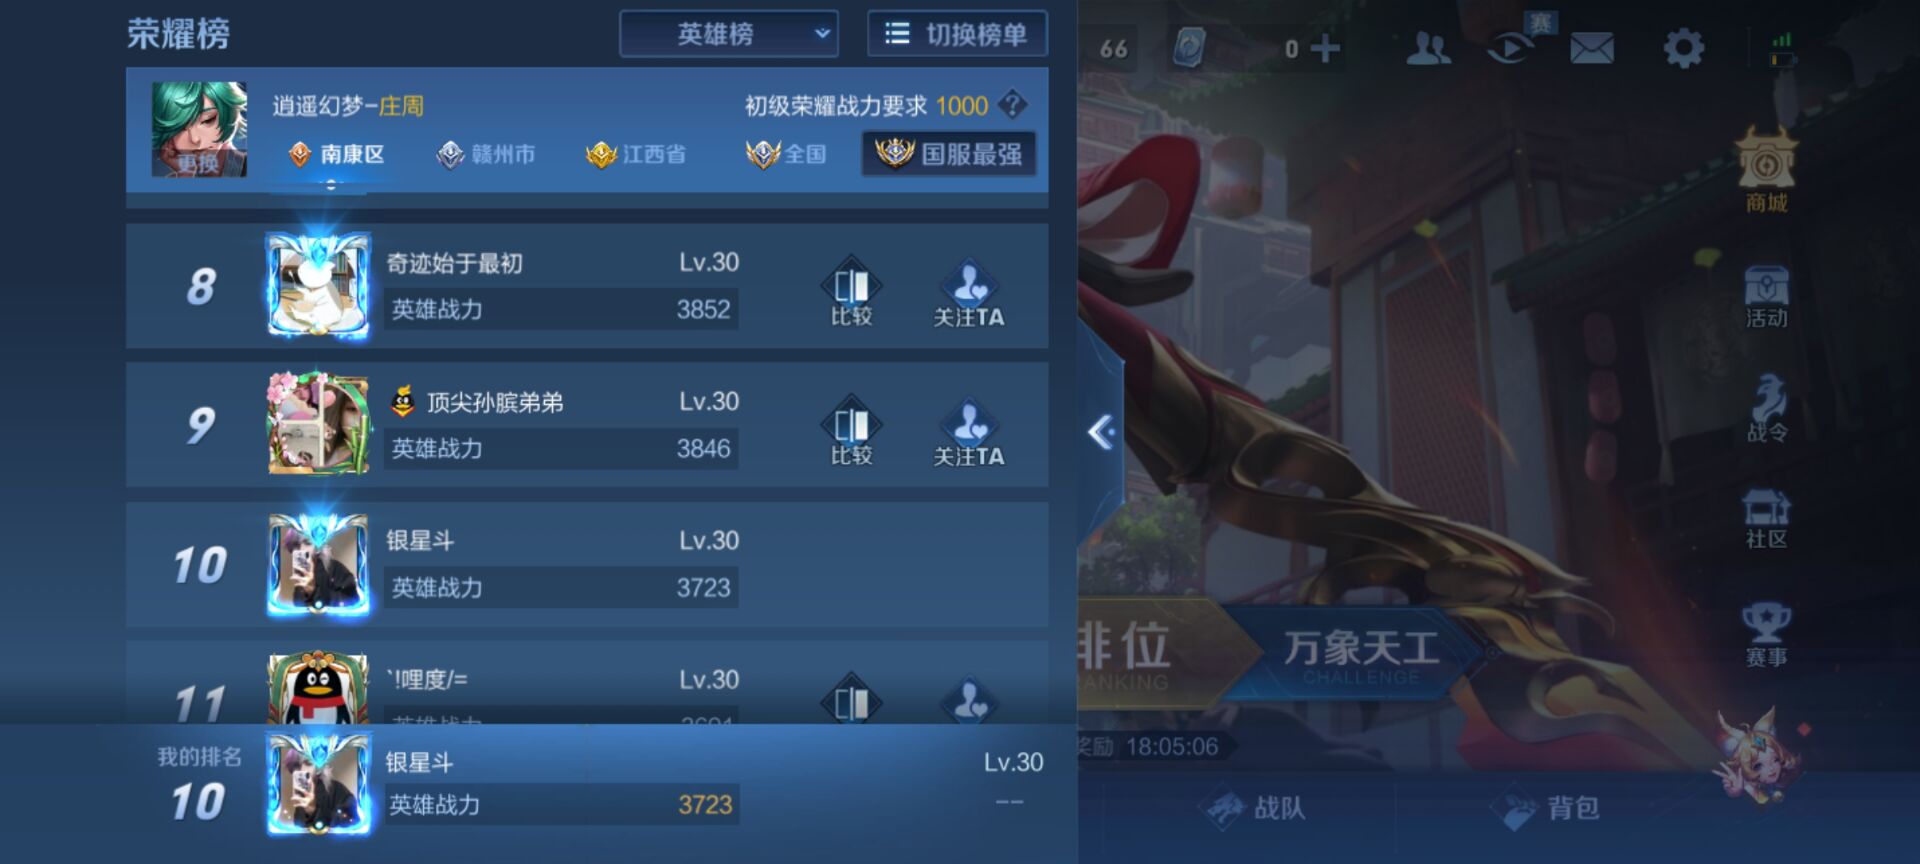 荣耀榜
英雄榜
切换榜单
逍遥幻梦-庄周
初级荣耀战力要求 1000 ?
更换
南康区
赣州市
江西省
全国
国服最强
8
奇迹始于最初
Lv.30
英雄战力
3852
比较
关注TA
9
顶尖孙膑弟弟
Lv.30
英雄战力
3846
比较
关注TA
10
银星斗
Lv.30
英雄战力
3723
11
`!哩度/=
Lv.30
英雄战力
我的排名
10
银星斗
Lv.30
英雄战力
3723
--
66
0
赛
商城
活动
战令
社区
赛事
排位
RANKING
万象天工
CHALLENGE
奖励 18:05:06
战队
背包